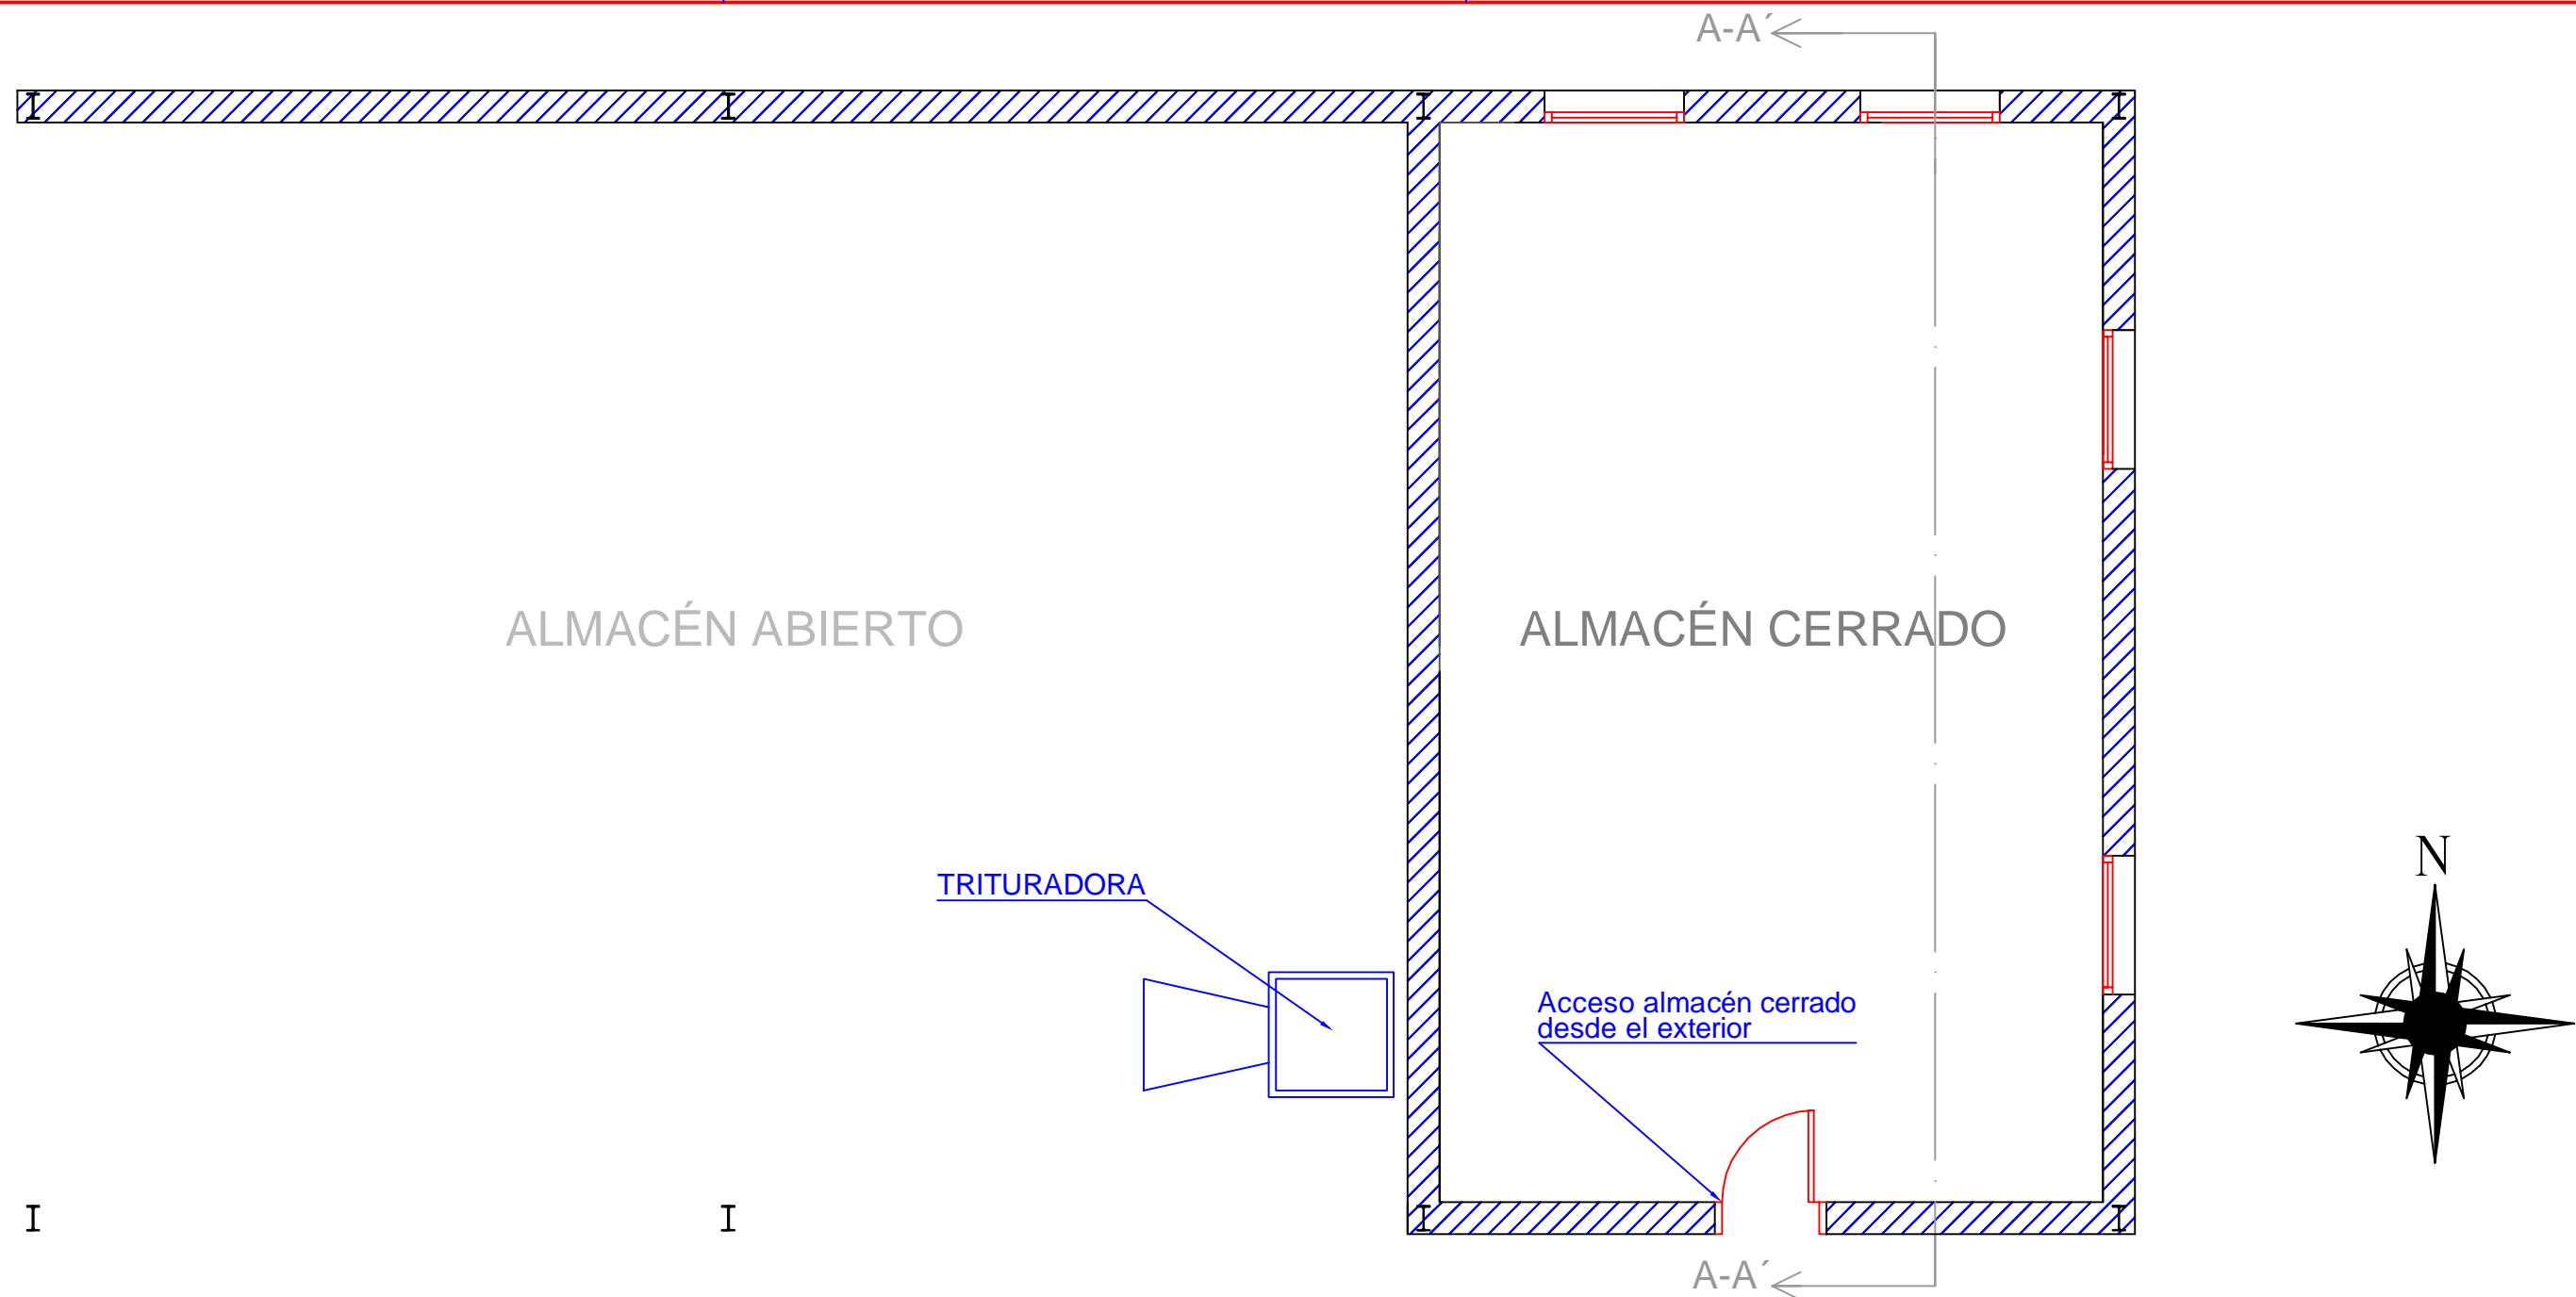 A-A´
ALMACÉN ABIERTO
ALMACÉN CERRADO
TRITURADORA
N
Acceso almacén cerrado
desde el exterior
A-A´